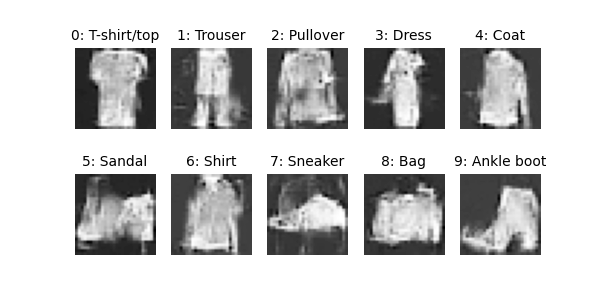 0: T-shirt/top 1: Trouser 2: Pullover 3: Dress 4: Coat
5: Sandal 6: Shirt 7: Sneaker 8: Bag 9: Ankle boot